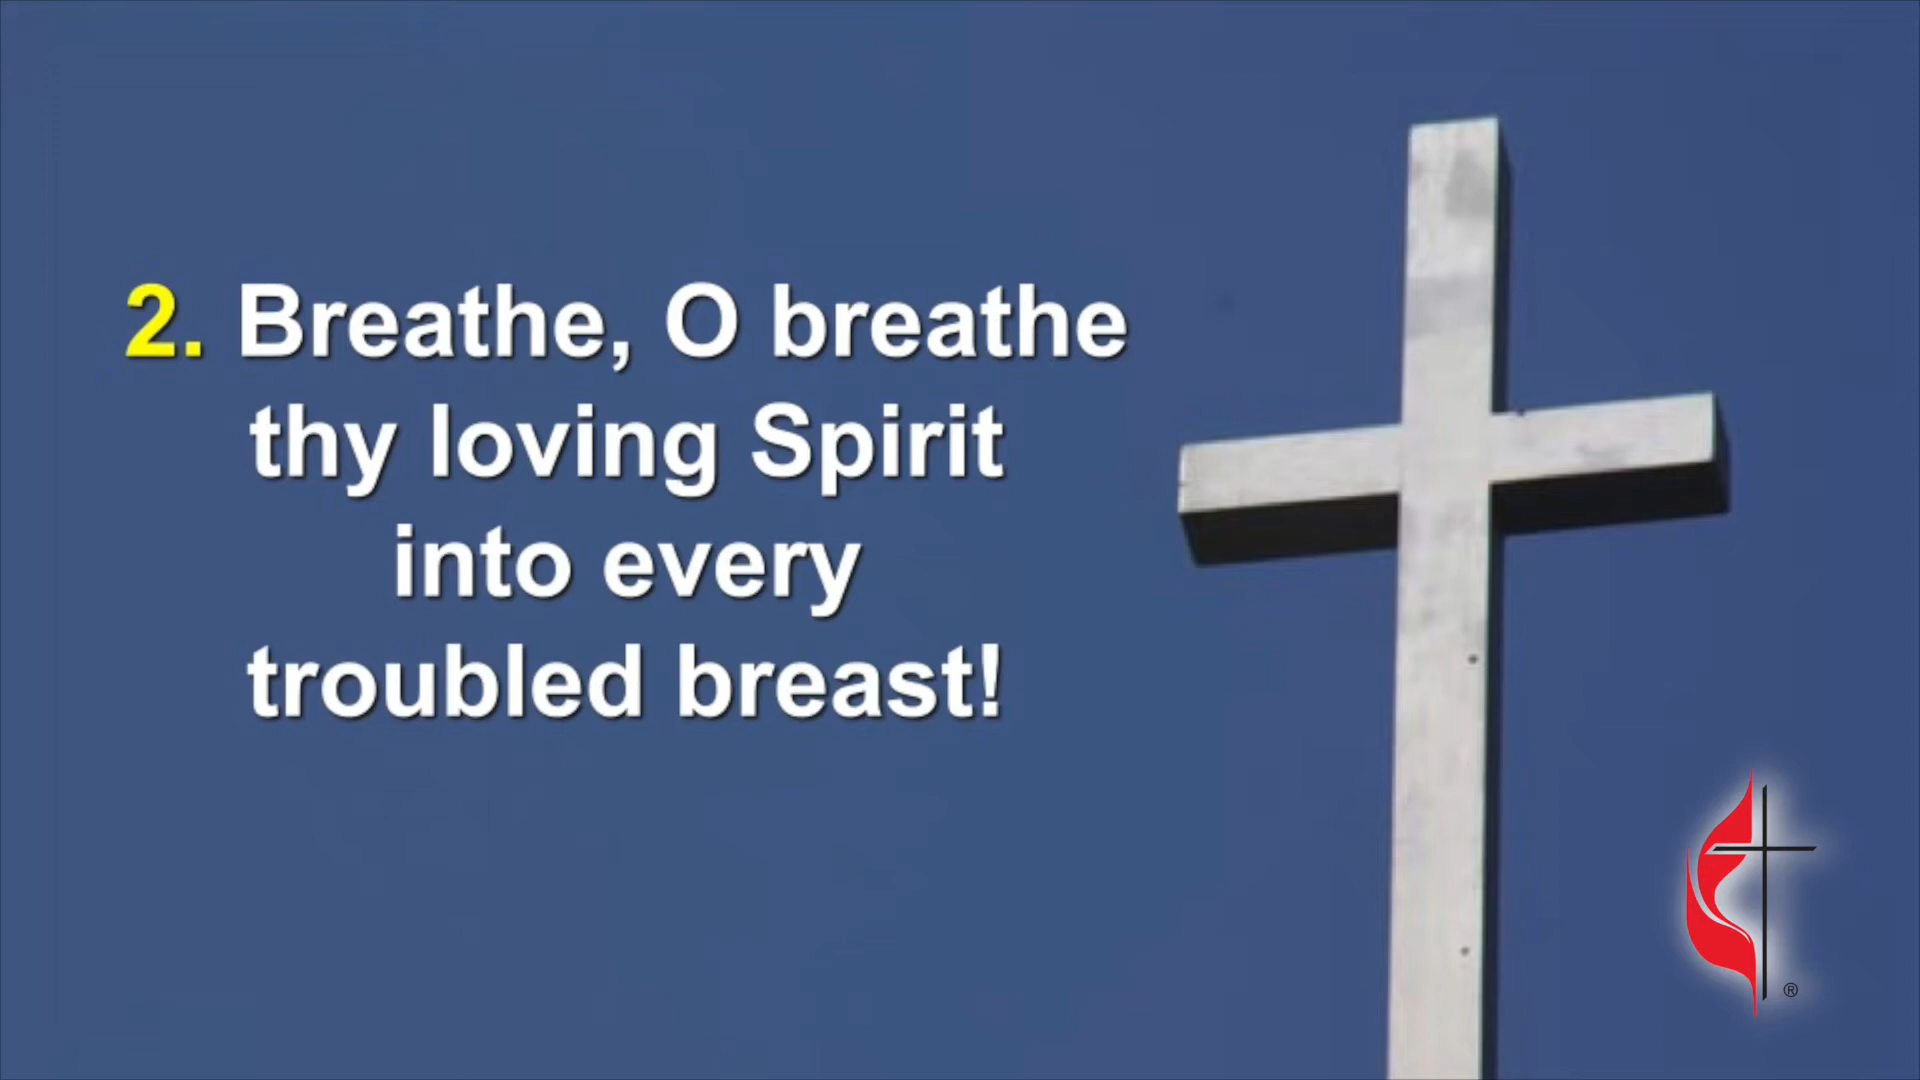 2. Breathe, O breathe
thy loving Spirit
into every
troubled breast!
®